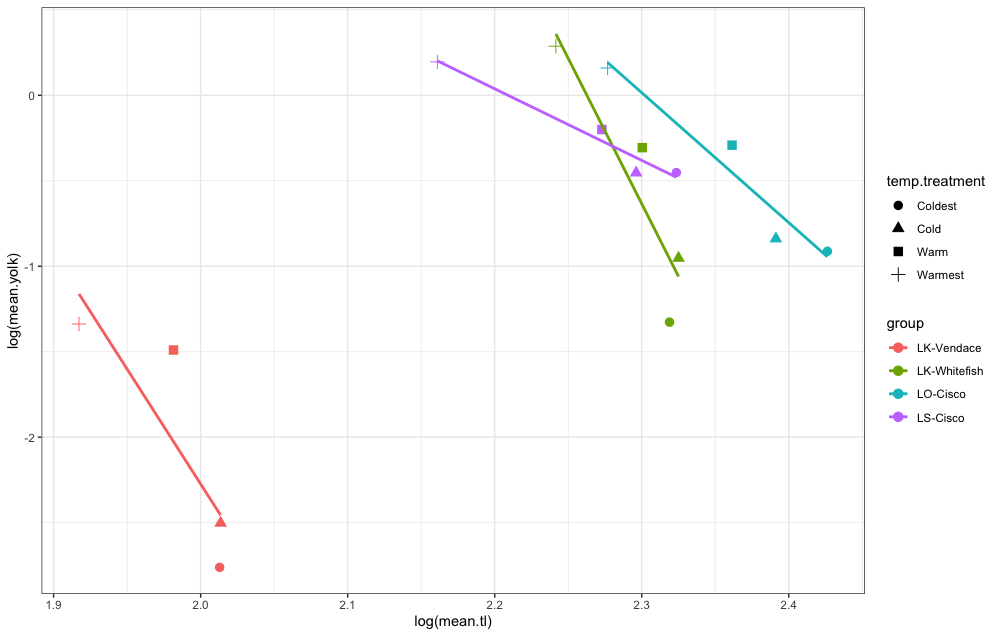 0
-1
-2
log(mean.yolk)
1.9
2.0
2.1
2.2
2.3
2.4
log(mean.tl)
temp.treatment
Coldest
Cold
Warm
Warmest
group
LK-Vendace
LK-Whitefish
LO-Cisco
LS-Cisco